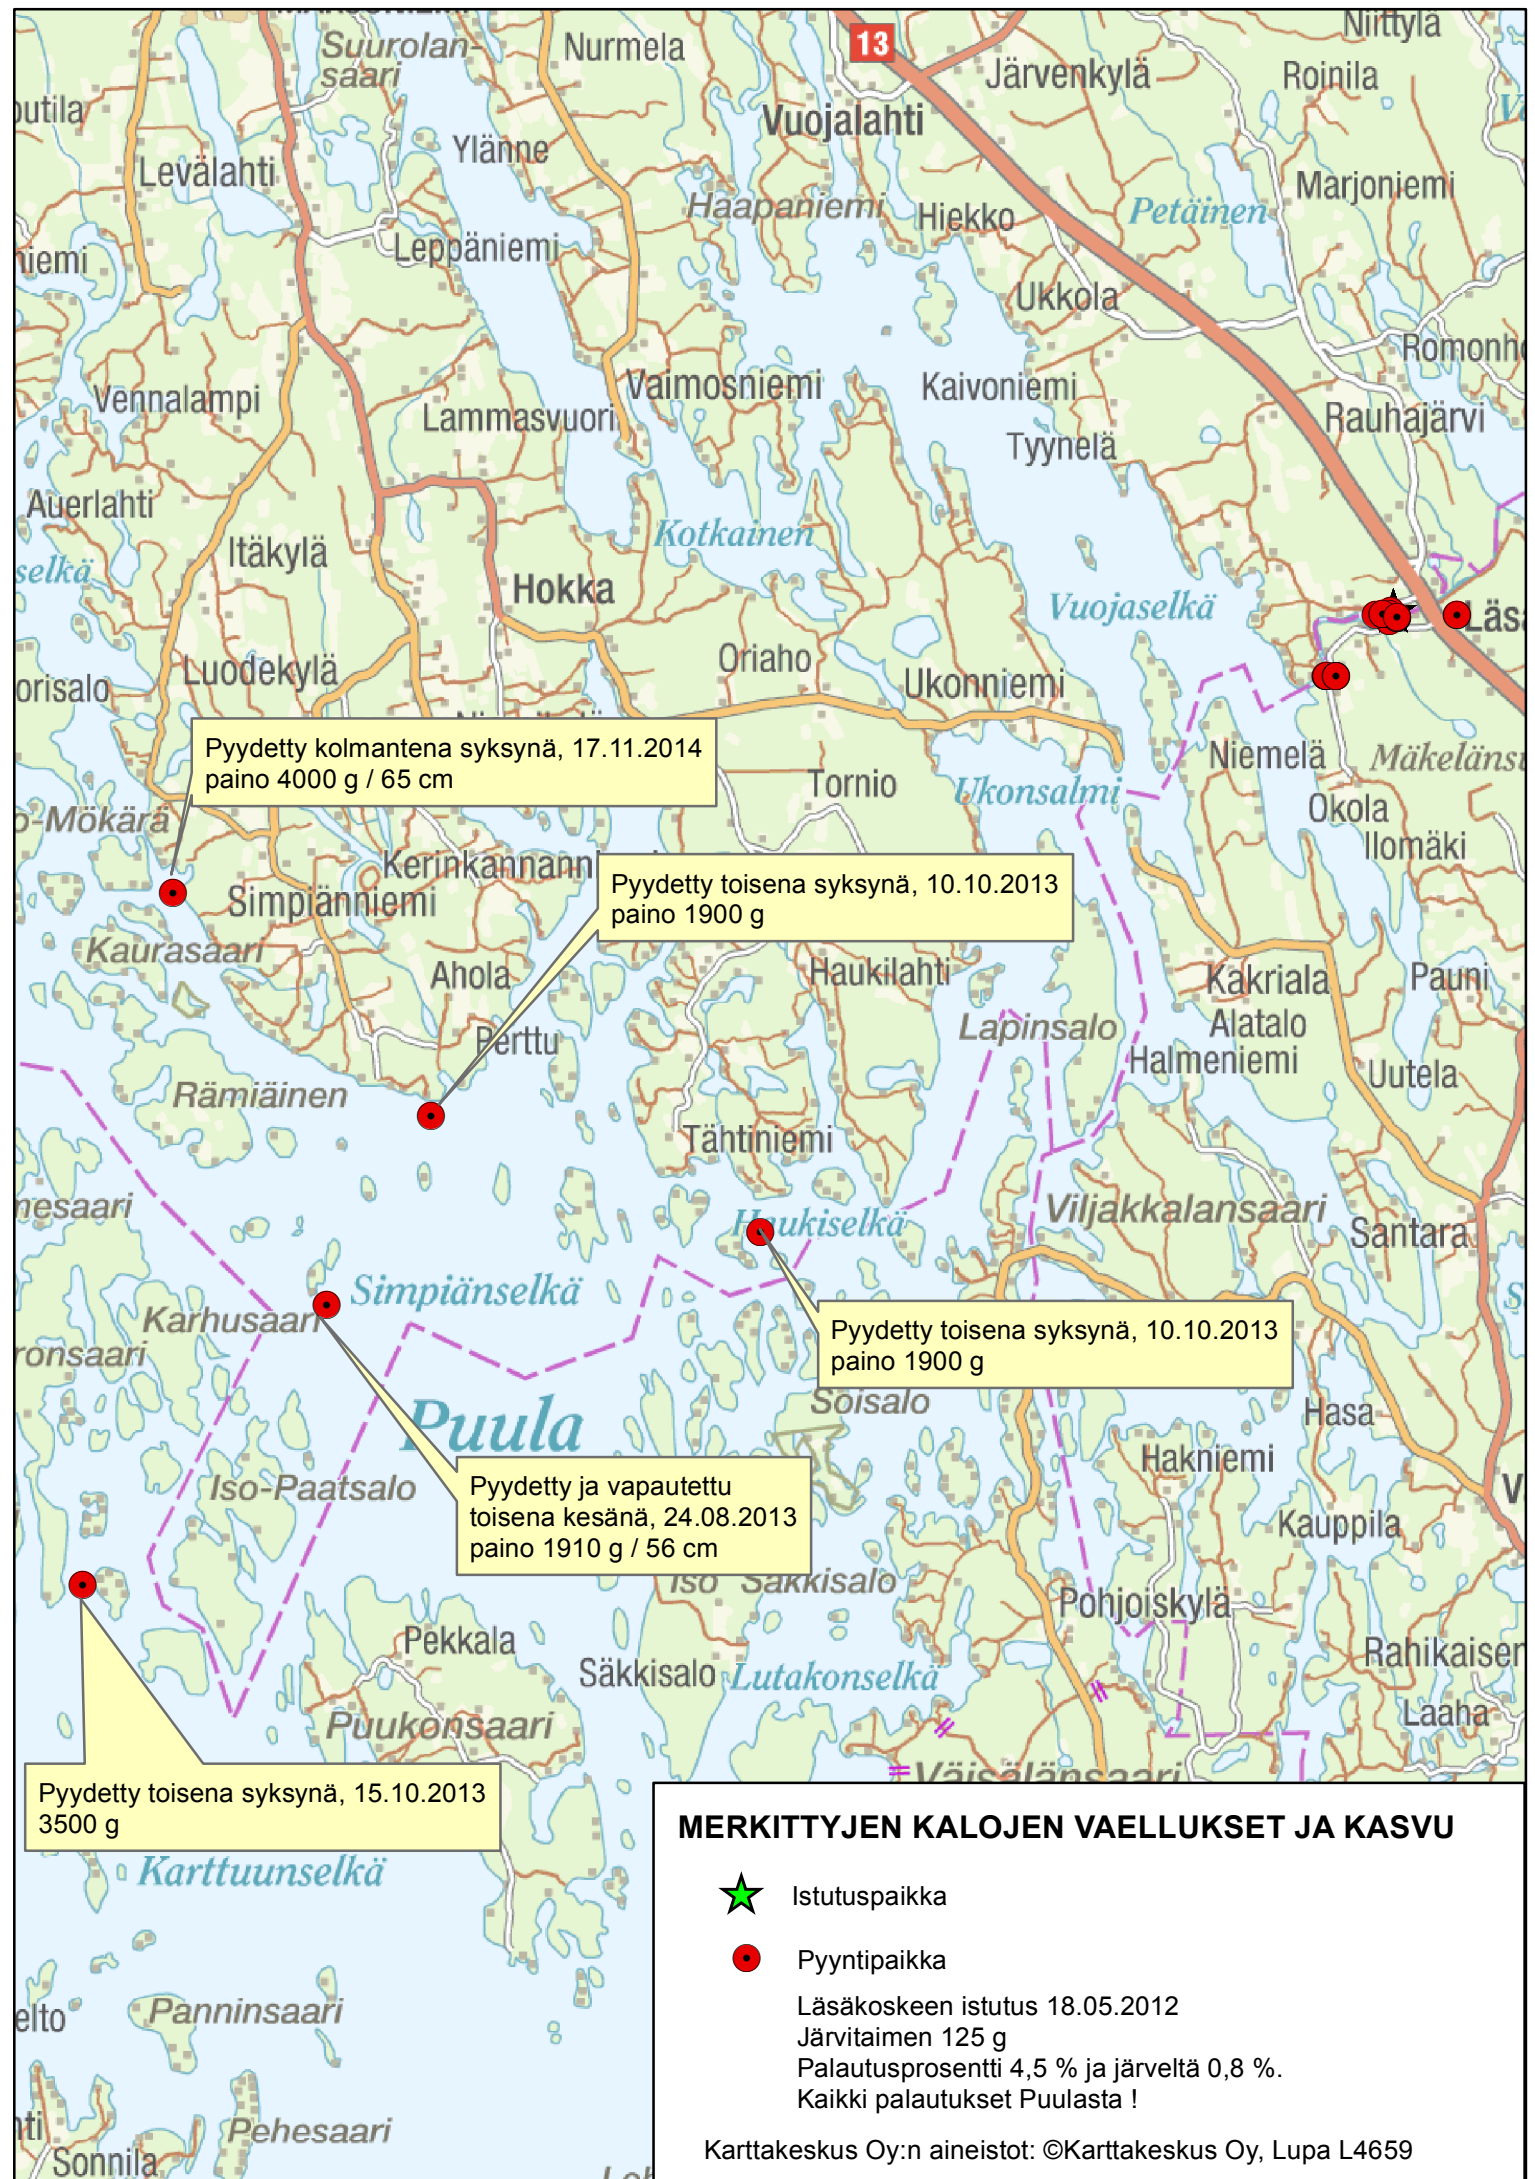 Suurolan-
saari
Nurmela
13
Järvenkylä
Niittylä
Roinila
Vuojalahti
Ylänne
Levälahti
Marjoniemi
Haapaniemi
Hiekko
Petäinen
Leppäniemi
Ukkola
Vennalampi
Lammasvuori
Vaimosniemi
Kaivoniemi
Rauhajärvi
Tyynelä
Auerlahti
Itäkylä
Kotkainen
selkä
Hokka
Vuojaselkä
Luodekylä
Oriaho
Ukonniemi
Pyydetty kolmantena syksynä, 17.11.2014
paino 4000 g / 65 cm
Niemelä
Mäkeläns
Tornio
Ukonsalmi
Okola
Ilomäki
Kerinkannann
Simpiänniemi
Pyydetty toisena syksynä, 10.10.2013
paino 1900 g
Kaurasaari
Ahola
Haukilahti
Kakriala
Pauni
Perttu
Lapinsalo
Alatalo
Halmeniemi
Uutela
Rämiäinen
Tähtiniemi
Viljakkalansaari
Haukiselkä
Santara
Simpiänselkä
Karhusaari
Pyydetty toisena syksynä, 10.10.2013
paino 1900 g
Soisalo
Puula
Hasa
Hakniemi
Iso-Paatsalo
Pyydetty ja vapautettu
toisena kesänä, 24.08.2013
paino 1910 g / 56 cm
Kauppila
Iso Säkkisalo
Pohjoiskylä
Pekkala
Säkkisalo
Lutakonselkä
Rahikaisen
Laaha
Puukonsaari
Väisälänsaari
Pyydetty toisena syksynä, 15.10.2013
3500 g
Karttuunselkä
Panninsaari
Pehesaari
Sonnila
MERKITTYJEN KALOJEN VAELLUKSET JA KASVU
Istutuspaikka
Pyyntipaikka
Läsäkoskeen istutus 18.05.2012
Järvitaimen 125 g
Palautusprosentti 4,5 % ja järveltä 0,8 %.
Kaikki palautukset Puulasta !
Karttakeskus Oy:n aineistot: ©Karttakeskus Oy, Lupa L4659